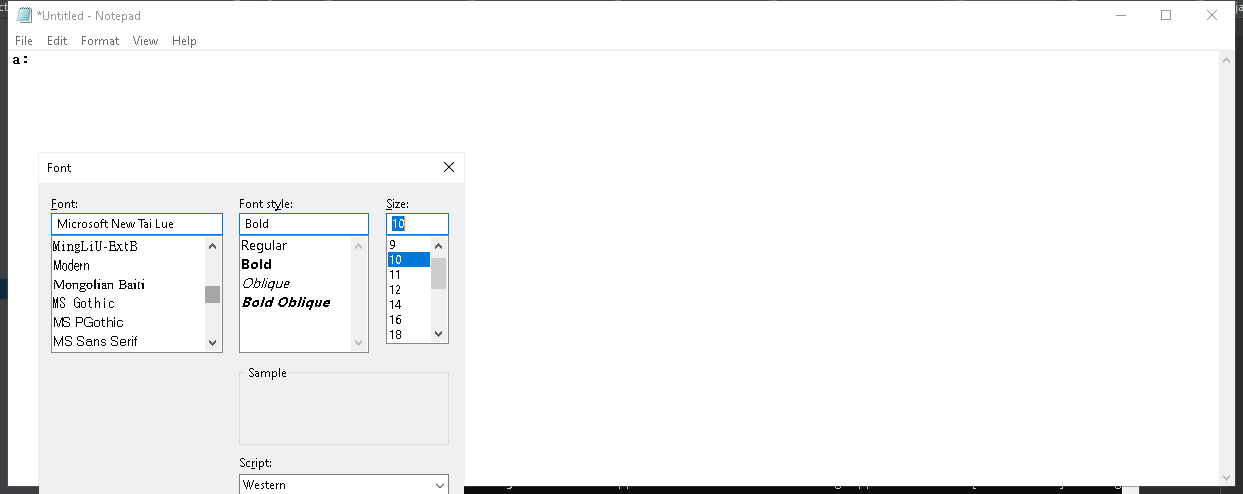 *Untitled - Notepad
File Edit Format View Help
a:
Font
Font: Font style: Size:
Microsoft New Tai Lue Bold 10
MingLiU-ExtB Regular 9
Modern Bold 10
Mongolian Baiti Oblique 11
MS Gothic Bold Oblique 12
MS PGothic 14
MS Sans Serif 16
18
Sample
Script:
Western